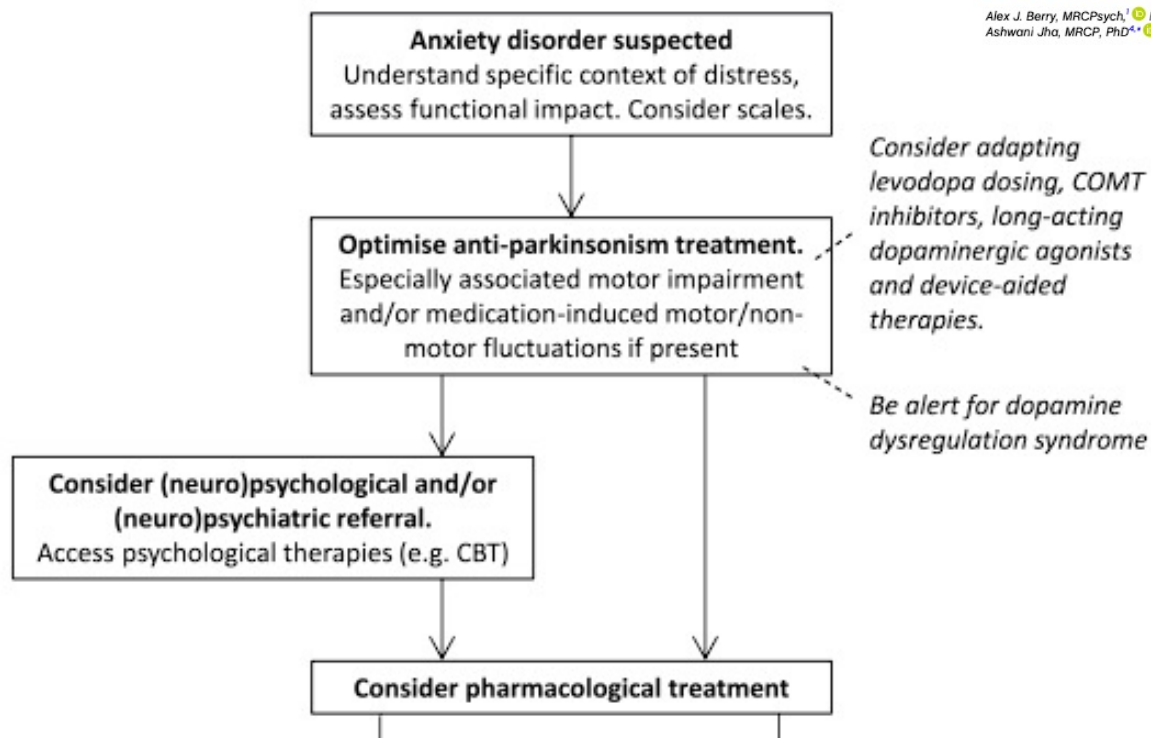 Alex J. Berry, MRCPsych,¹
Ashwani Jha, MRCP, PhD⁴,*
Anxiety disorder suspected
Understand specific context of distress,
assess functional impact. Consider scales.
Consider adapting
levodopa dosing, COMT
inhibitors, long-acting
dopaminergic agonists
and device-aided
therapies.
Optimise anti-parkinsonism treatment.
Especially associated motor impairment
and/or medication-induced motor/non-
motor fluctuations if present
Be alert for dopamine
dysregulation syndrome
Consider (neuro)psychological and/or
(neuro)psychiatric referral.
Access psychological therapies (e.g. CBT)
Consider pharmacological treatment